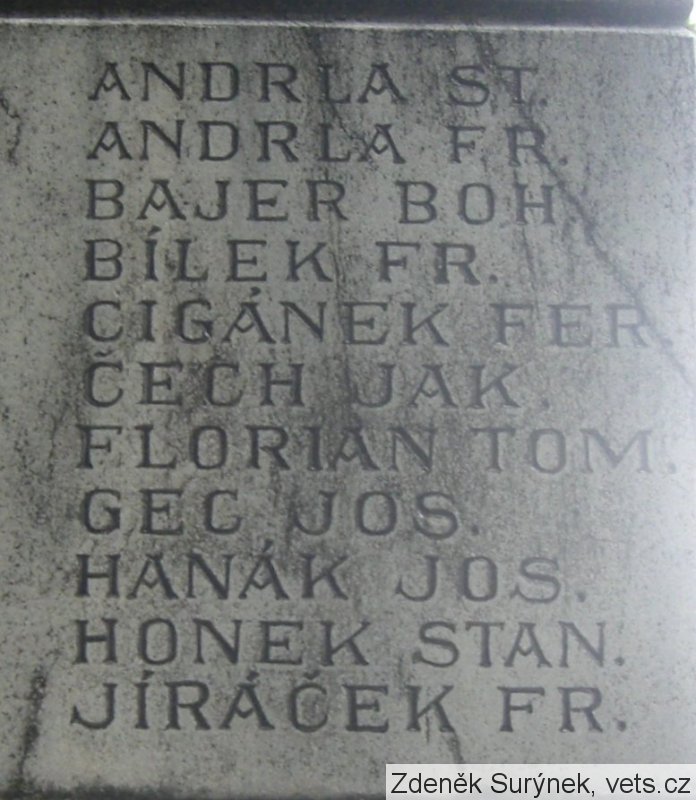 ANDRLA ST.
ANDRLA FR.
BAJER BOH.
BÍLEK FR.
CIGÁNEK FER.
ČECH JAK.
FLORIÁN TOM.
GEC JOS.
HANÁK JOS.
HONEK STAN.
JÍRÁČEK FR.
Zdeněk Surýnek, vets.cz